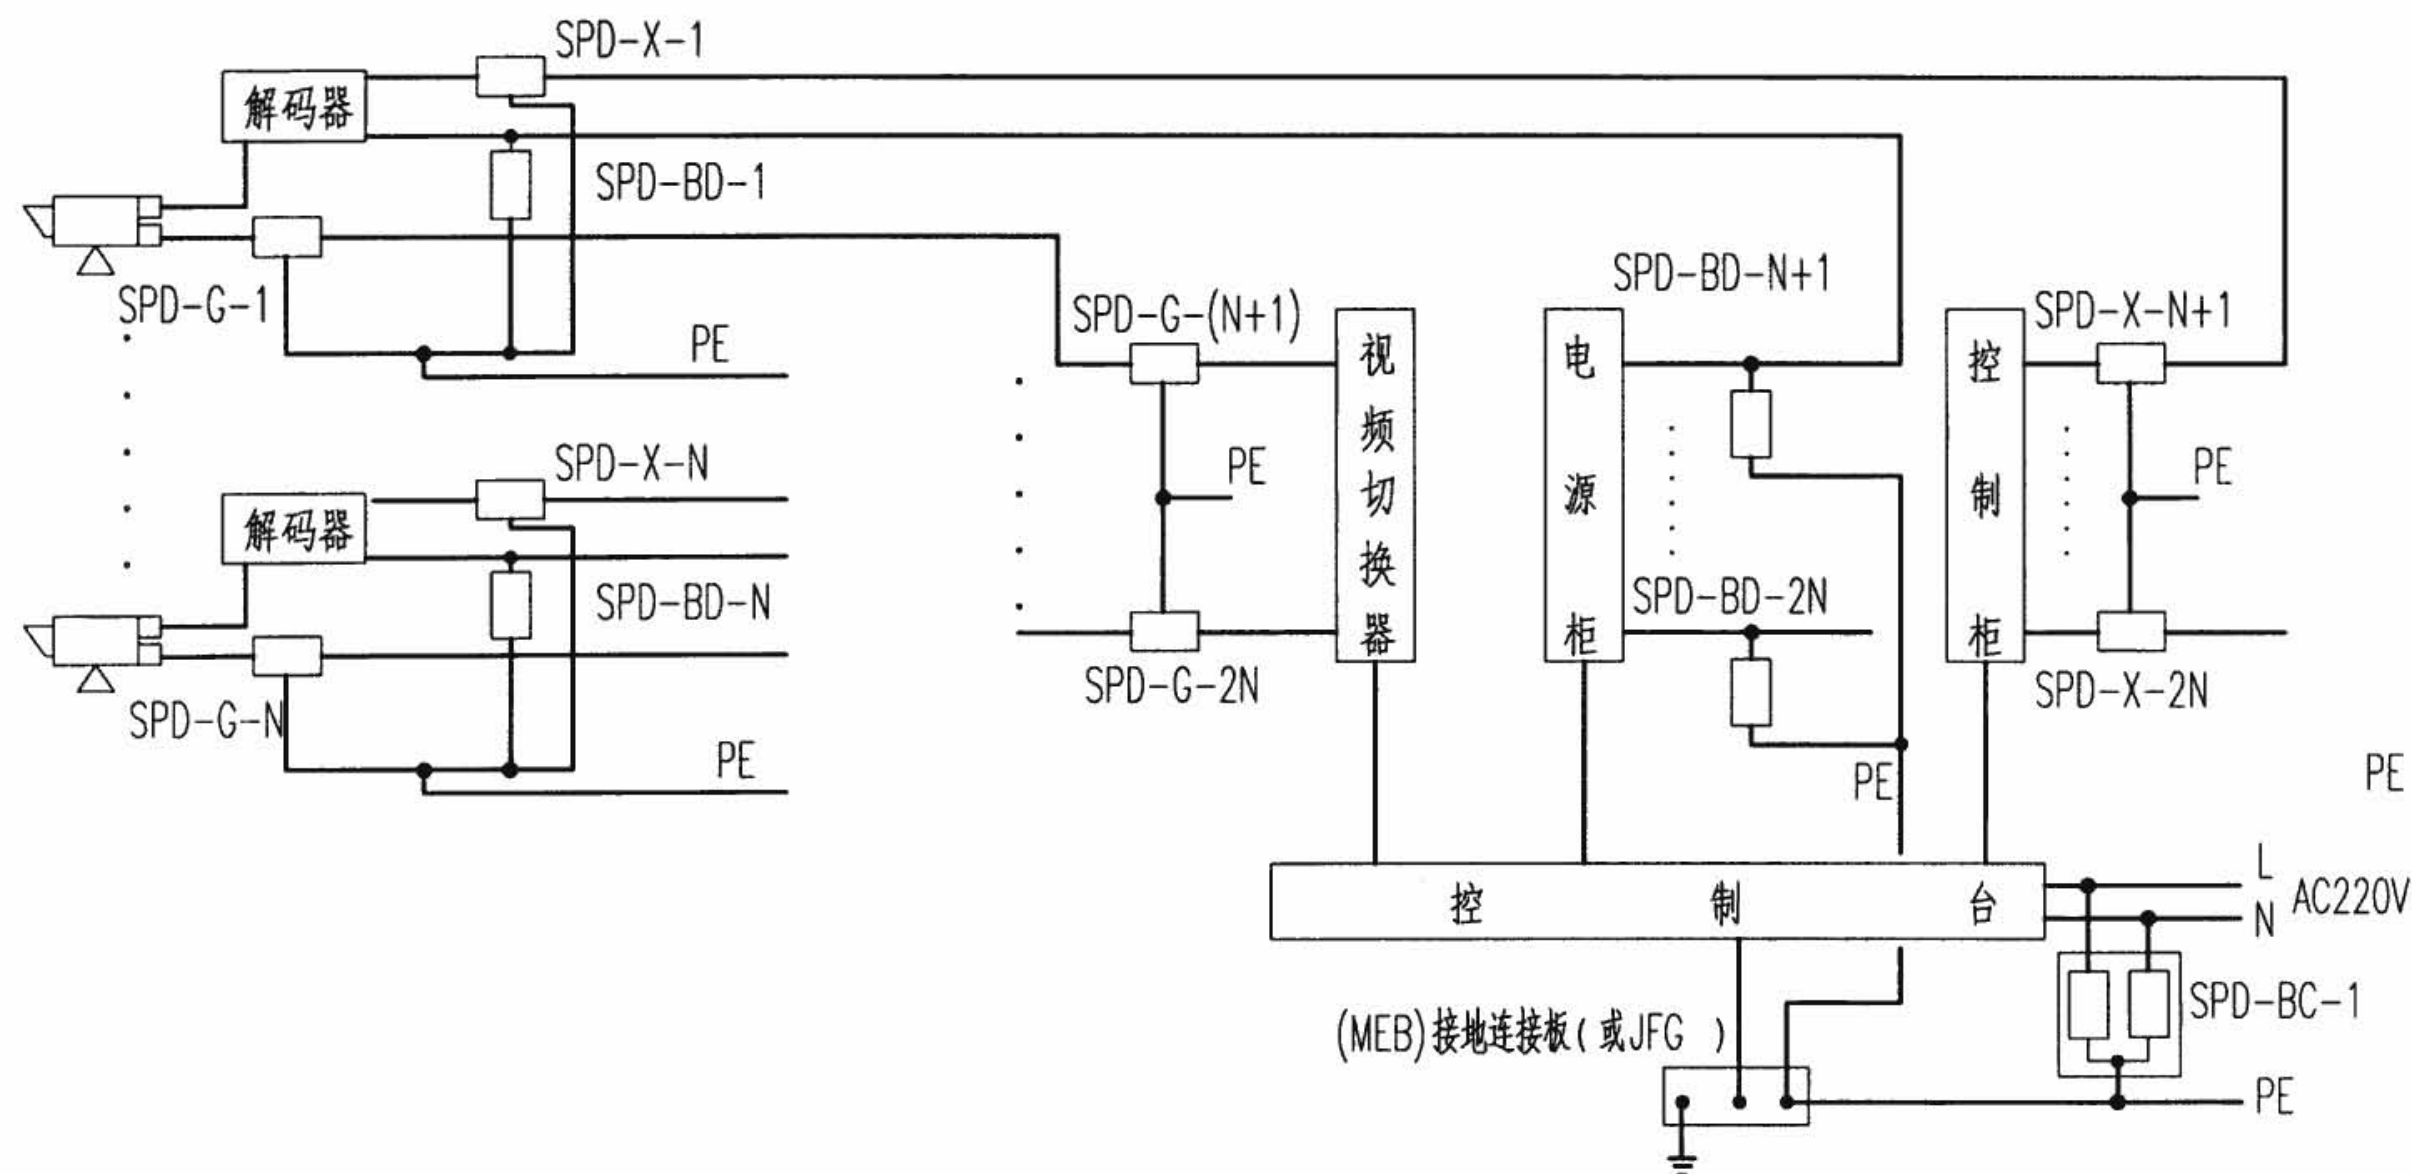 SPD-X-1
解码器
SPD-BD-1
SPD-G-1
PE
SPD-X-N
解码器
SPD-BD-N
SPD-G-N
PE
SPD-G-(N+1)
PE
SPD-G-2N
视频切换器
SPD-BD-N+1
电源柜
SPD-BD-2N
PE
SPD-X-N+1
控制柜
PE
SPD-X-2N
PE
控制台
L
AC220V
N
SPD-BC-1
(MEB)接地连接板(或JFG )
PE